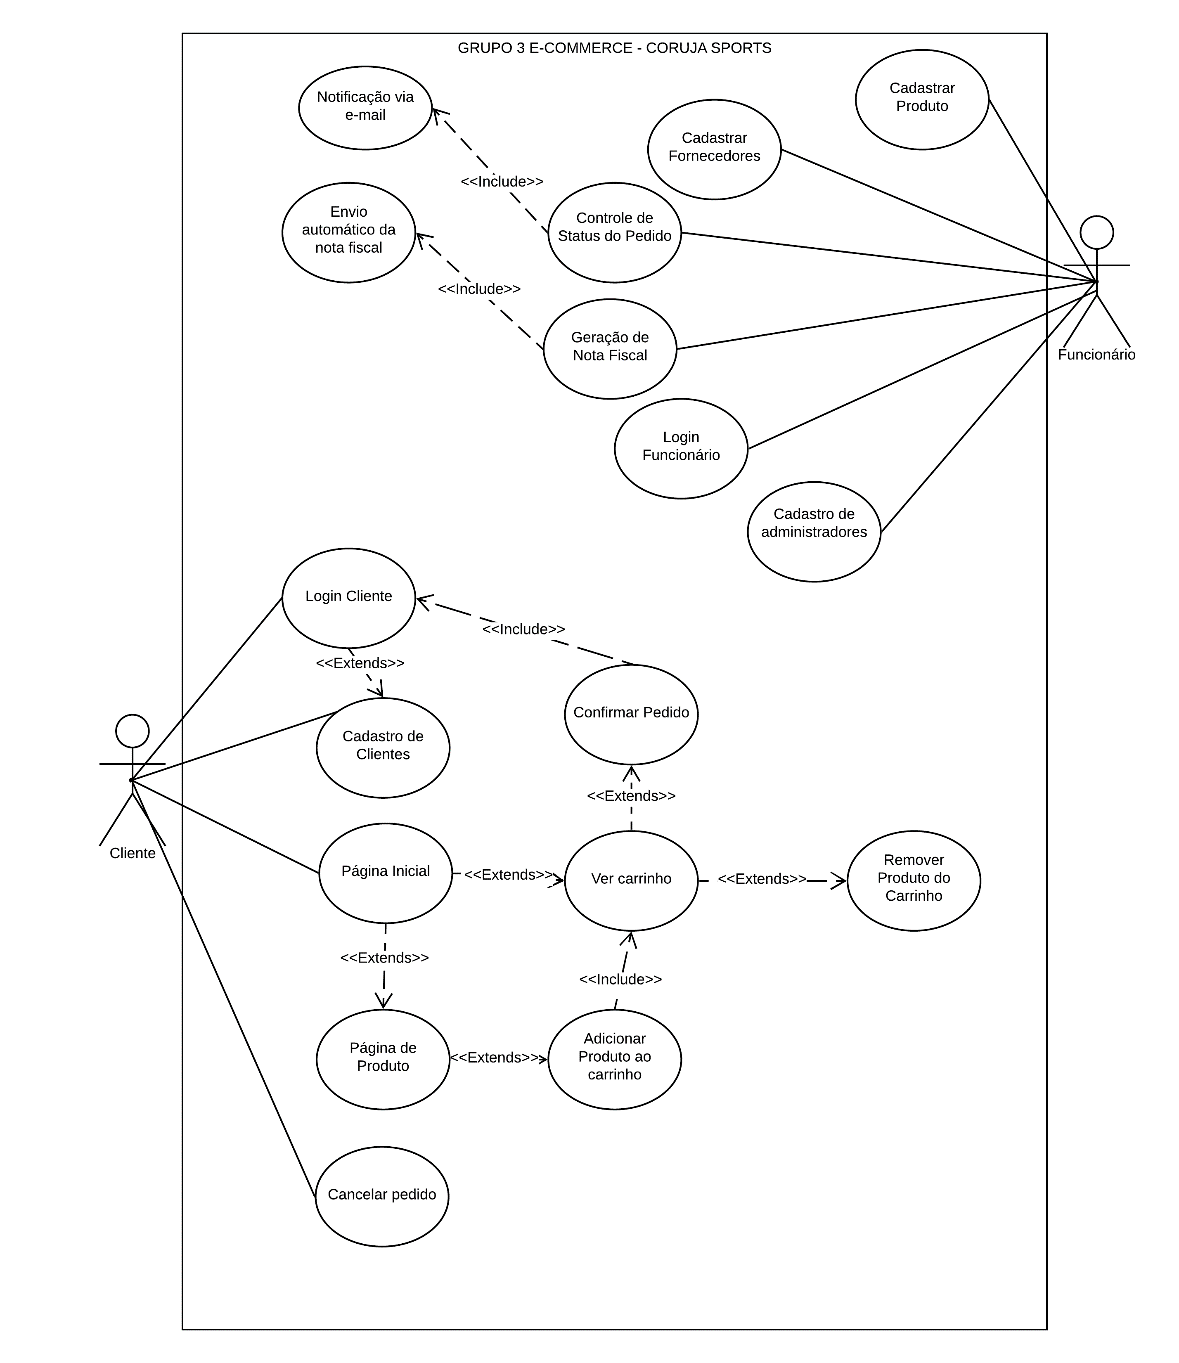 GRUPO 3 E-COMMERCE - CORUJA SPORTS
Notificação via
e-mail
Cadastrar
Produto
Cadastrar
Fornecedores
<<Include>>
Envio
automático da
nota fiscal
Controle de
Status do Pedido
<<Include>>
Geração de
Nota Fiscal
Funcionário
Login
Funcionário
Cadastro de
administradores
Login Cliente
<<Include>>
<<Extends>>
Confirmar Pedido
Cadastro de
Clientes
<<Extends>>
Cliente
Página Inicial
<<Extends>>
Ver carrinho
<<Extends>>
Remover
Produto do
Carrinho
<<Extends>>
<<Include>>
Página de
Produto
<<Extends>>
Adicionar
Produto ao
carrinho
Cancelar pedido